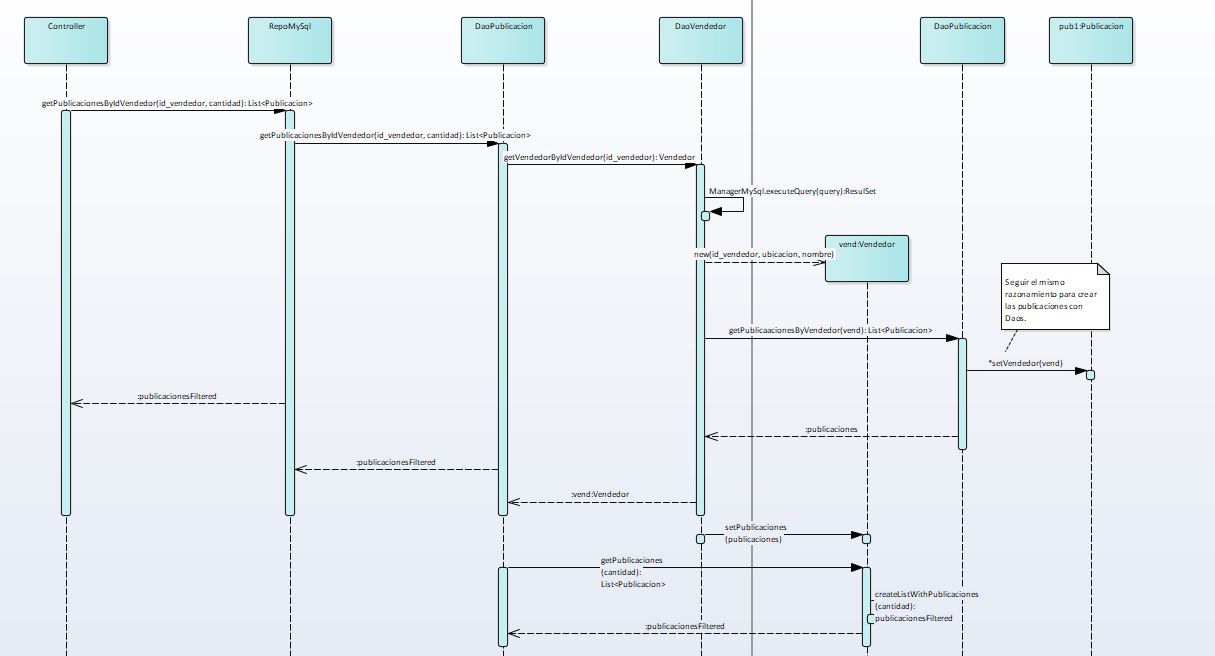 Controller
RepoMySql
DaoPublicacion
DaoVendedor
DaoPublicacion
pub1:Publicacion
getPublicacionesByIdVendedor(id_vendedor, cantidad): List<Publicacion>
getPublicacionesByIdVendedor(id_vendedor, cantidad): List<Publicacion>
getVendedorByIdVendedor(id_vendedor): Vendedor
ManagerMySql.executeQuery(query):ResulSet
vend:Vendedor
new(id_vendedor, ubicacion, nombre)
Seguir el mismo
razonamiento para crear
las publicaciones con
Daos.
getPublicaacionesByVendedor(vend): List<Publicacion>
*setVendedor(vend)
:publicacionesFiltered
:publicaciones
:publicacionesFiltered
:vend:Vendedor
setPublicaciones
(publicaciones)
getPublicaciones
(cantidad):
List<Publicacion>
createListWithPublicaciones
(cantidad):
publicacionesFiltered
:publicacionesFiltered